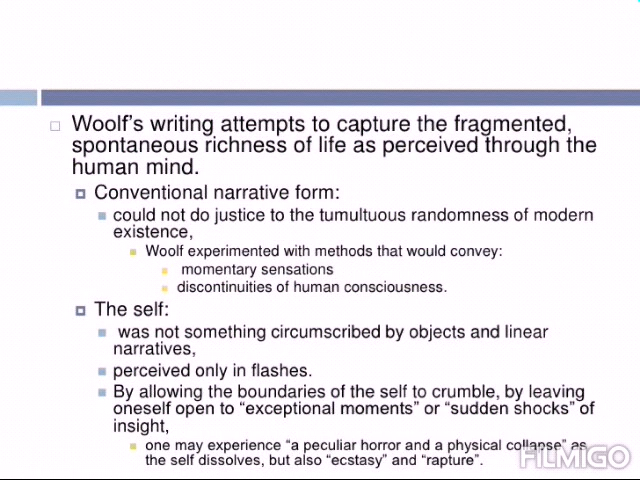 Woolf's writing attempts to capture the fragmented,
spontaneous richness of life as perceived through the
human mind.
Conventional narrative form:
could not do justice to the tumultuous randomness of modern
existence,
Woolf experimented with methods that would convey:
momentary sensations
discontinuities of human consciousness.
The self:
was not something circumscribed by objects and linear
narratives,
perceived only in flashes.
By allowing the boundaries of the self to crumble, by leaving
oneself open to “exceptional moments” or “sudden shocks” of
insight,
one may experience “a peculiar horror and a physical collapse” as
the self dissolves, but also “ecstasy” and “rapture”.
FILMIGO